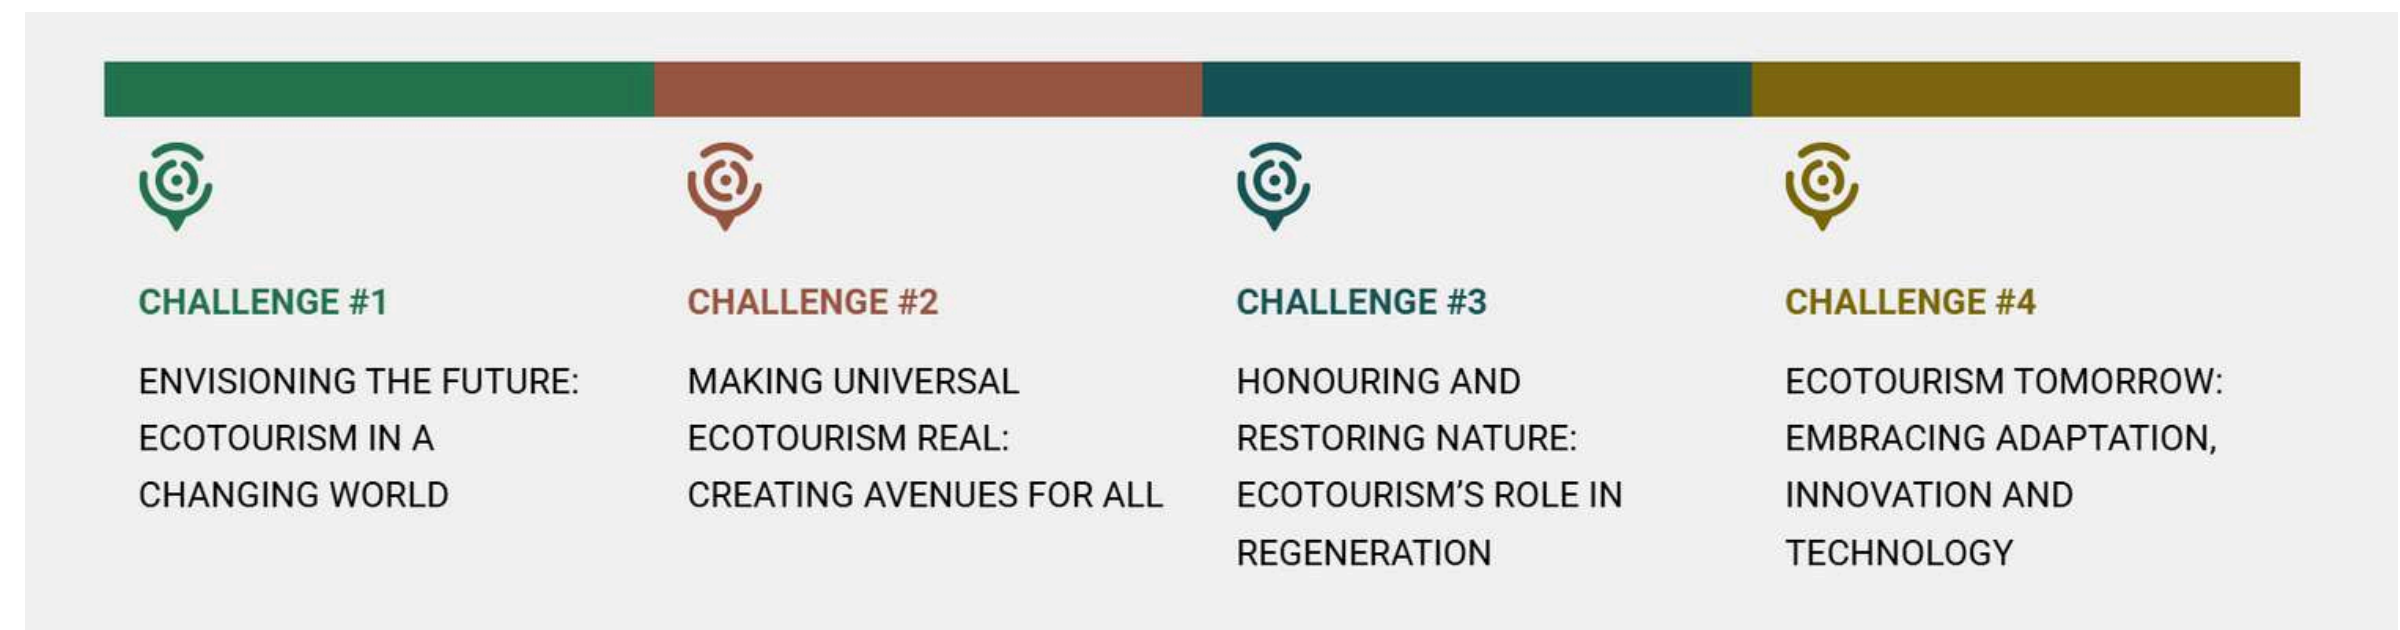 CHALLENGE #1
ENVISIONING THE FUTURE:
ECOTOURISM IN A
CHANGING WORLD
CHALLENGE #2
MAKING UNIVERSAL
ECOTOURISM REAL:
CREATING AVENUES FOR ALL
CHALLENGE #3
HONOURING AND
RESTORING NATURE:
ECOTOURISM’S ROLE IN
REGENERATION
CHALLENGE #4
ECOTOURISM TOMORROW:
EMBRACING ADAPTATION,
INNOVATION AND
TECHNOLOGY